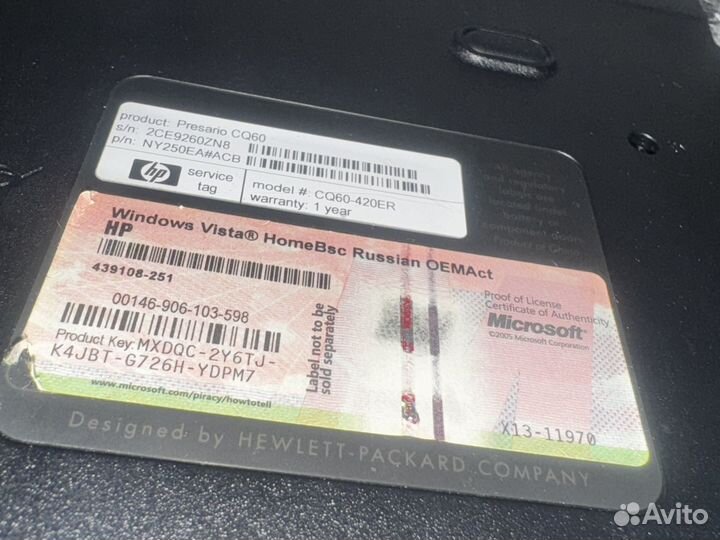 product: Presario CQ60
s/n: 2CE9260ZN8
p/n: NY250EA#ACB
hp
service
tag
model #: CQ60-420ER
warranty: 1 year
Windows Vista® HomeBsc Russian OEMAct
HP
439108-251
00146-906-103-598
Product Key: MXDQC-2Y6TJ-
K4JBT-G726H-YDPM7
www.microsoft.com/piracy/howtotell
Label not to be
sold separately
Proof of License
Certificate of Authenticity
Microsoft
©2005 Microsoft Corporation
X13-11970
Designed by HEWLETT-PACKARD COMPANY
Avito